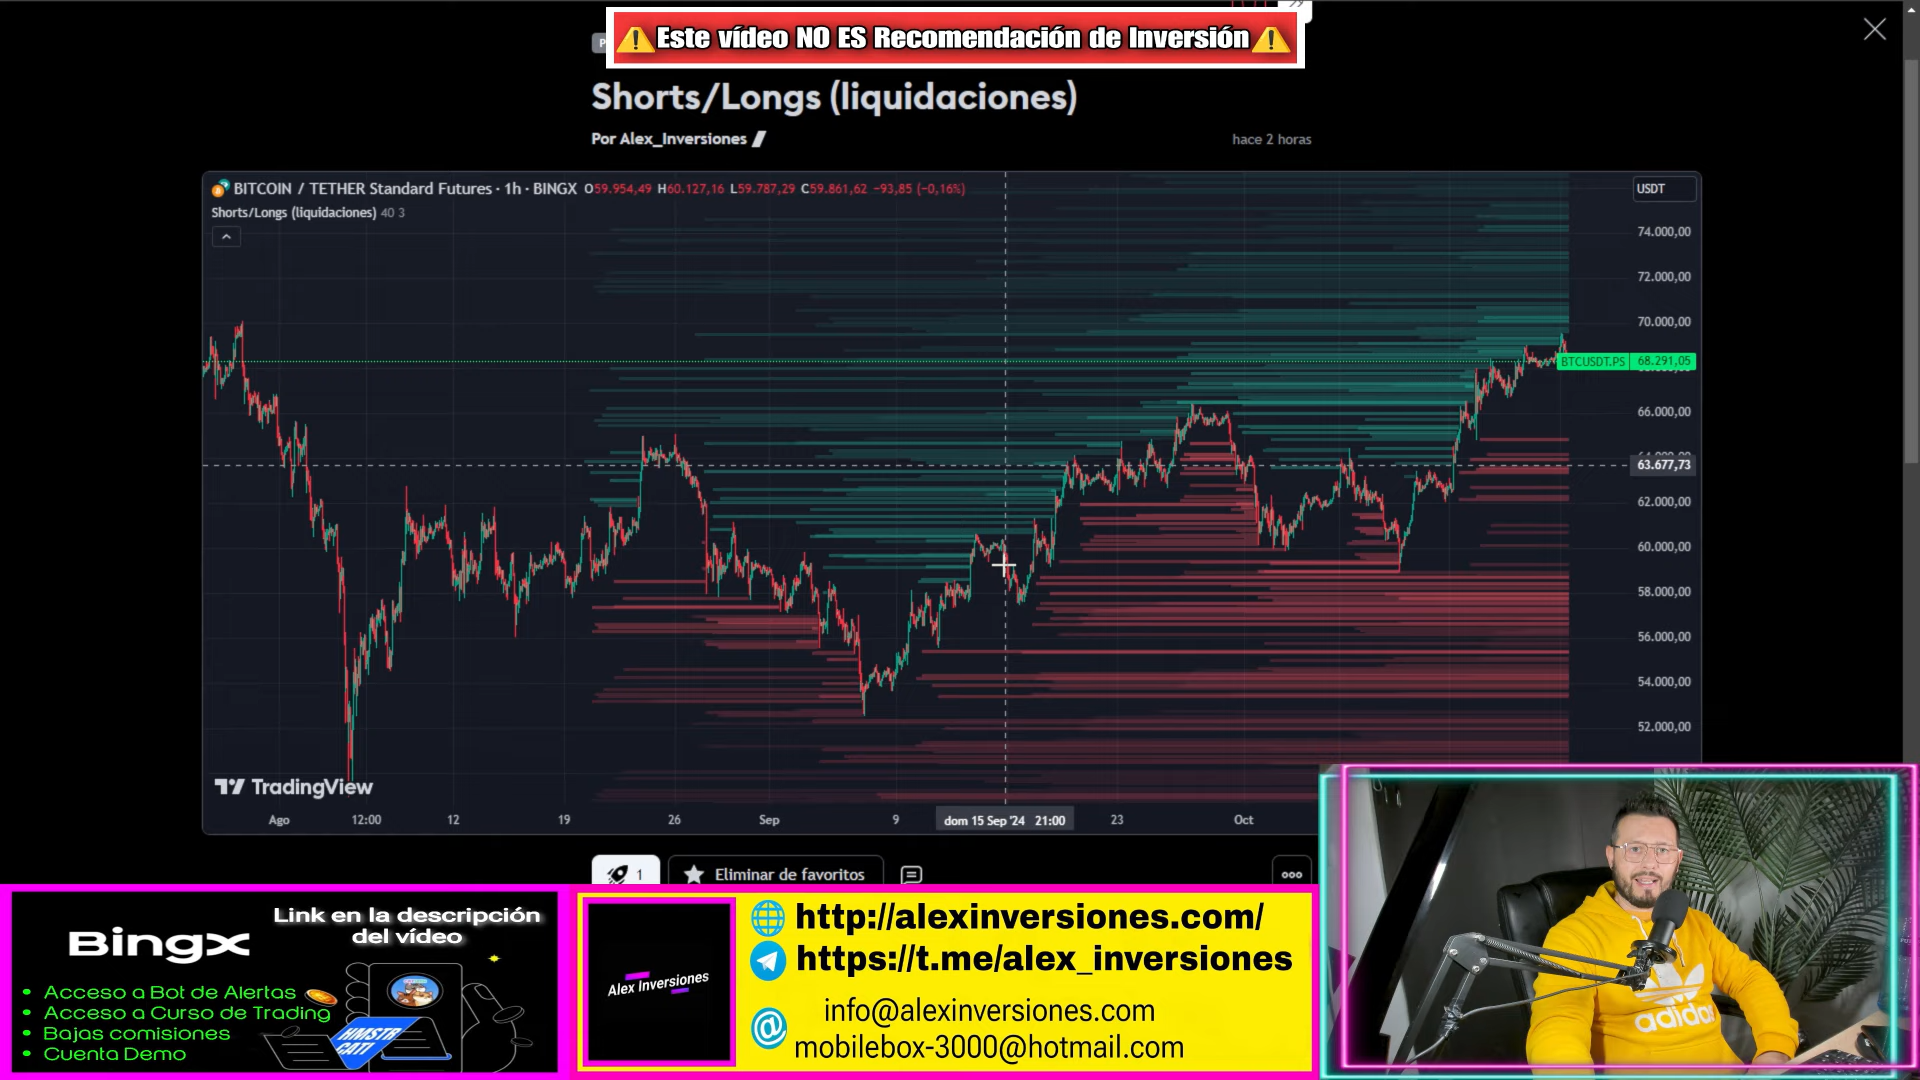 ⚠️Este vídeo NO ES Recomendación de Inversión⚠️
Shorts/Longs (liquidaciones)
Por Alex_Inversiones
hace 2 horas
BITCOIN / TETHER Standard Futures · 1h · BINGX O59.954,49 H60.127,16 L59.787,29 C59.861,62 −93,85 (−0,16%)
USDT
Shorts/Longs (liquidaciones) 40 3
74.000,00
72.000,00
70.000,00
BTCUSDT.PS 68.291,05
66.000,00
63.677,73
62.000,00
60.000,00
58.000,00
56.000,00
54.000,00
52.000,00
TradingView
Ago 12:00 12 19 26 Sep 9 dom 15 Sep '24 21:00 23 Oct
1
Eliminar de favoritos
BingX
Link en la descripción
del vídeo
• Acceso a Bot de Alertas
• Acceso a Curso de Trading
• Bajas comisiones
• Cuenta Demo
HMSTR
CATI
Alex Inversiones
http://alexinversiones.com/
https://t.me/alex_inversiones
info@alexinversiones.com
mobilebox-3000@hotmail.com
adidas